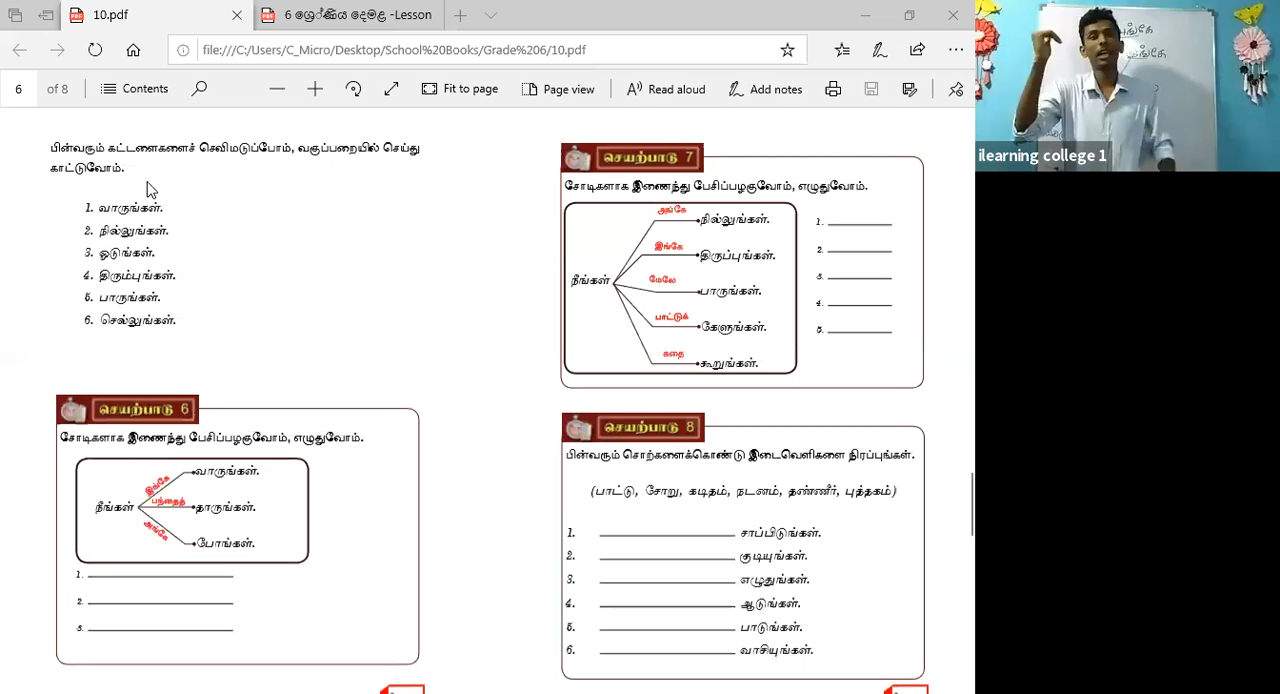 10.pdf
6 ශ්‍රේණිය දෙමළ -Lesson
file:///C:/Users/C_Micro/Desktop/School%20Books/Grade%206/10.pdf
6 of 8 Contents Fit to page Page view Read aloud Add notes
ilearning college 1
பின்வரும் கட்டளைகளைச் செவிமடுப்போம், வகுப்பறையில் செய்து
காட்டுவோம்.
1. வாருங்கள்.
2. நில்லுங்கள்.
3. ஓடுங்கள்.
4. திரும்புங்கள்.
5. பாருங்கள்.
6. செல்லுங்கள்.
செயற்பாடு 6
சோடிகளாக இணைந்து பேசிப்பழகுவோம், எழுதுவோம்.
நீங்கள்
இங்கே வாருங்கள்.
பந்தைத் தாருங்கள்.
அங்கே போங்கள்.
1.
2.
3.
செயற்பாடு 7
சோடிகளாக இணைந்து பேசிப்பழகுவோம், எழுதுவோம்.
நீங்கள்
அங்கே நில்லுங்கள்.
இங்கே திருப்புங்கள்.
மேலே பாருங்கள்.
பாட்டுக் கேளுங்கள்.
கதை கூறுங்கள்.
1.
2.
3.
4.
5.
செயற்பாடு 8
பின்வரும் சொற்களைக்கொண்டு இடைவெளிகளை நிரப்புங்கள்.
(பாட்டு, சோறு, கடிதம், நடனம், தண்ணீர், புத்தகம்)
1. சாப்பிடுங்கள்.
2. குடியுங்கள்.
3. எழுதுங்கள்.
4. ஆடுங்கள்.
5. பாடுங்கள்.
6. வாசியுங்கள்.